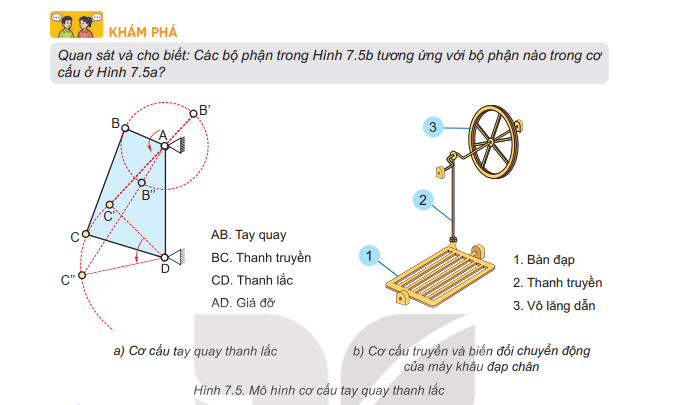 KHÁM PHÁ
Quan sát và cho biết: Các bộ phận trong Hình 7.5b tương ứng với bộ phận nào trong cơ
cấu ở Hình 7.5a?
B'
B
A
B''
C'
C
C''
D
AB. Tay quay
BC. Thanh truyền
CD. Thanh lắc
AD. Giá đỡ
3
2
1
1. Bàn đạp
2. Thanh truyền
3. Vô lăng dẫn
a) Cơ cấu tay quay thanh lắc
b) Cơ cấu truyền và biến đổi chuyển động
của máy khâu đạp chân
Hình 7.5. Mô hình cơ cấu tay quay thanh lắc